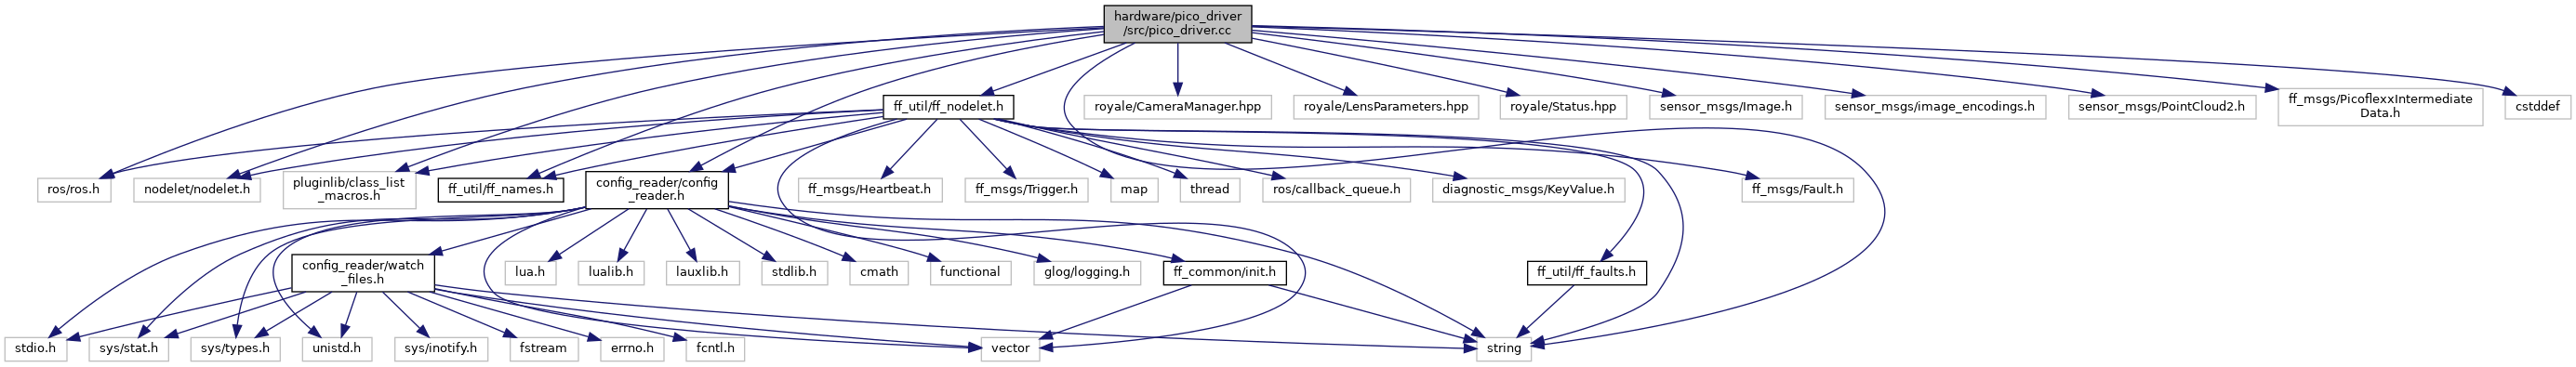 hardware/pico_driver
/src/pico_driver.cc
ff_util/ff_nodelet.h
royale/CameraManager.hpp
royale/LensParameters.hpp
royale/Status.hpp
sensor_msgs/Image.h
sensor_msgs/image_encodings.h
sensor_msgs/PointCloud2.h
ff_msgs/PicoflexxIntermediate
Data.h
cstddef
ros/ros.h
nodelet/nodelet.h
pluginlib/class_list
_macros.h
ff_util/ff_names.h
config_reader/config
_reader.h
ff_msgs/Heartbeat.h
ff_msgs/Trigger.h
map
thread
ros/callback_queue.h
diagnostic_msgs/KeyValue.h
ff_msgs/Fault.h
config_reader/watch
_files.h
lua.h
lualib.h
lauxlib.h
stdlib.h
cmath
functional
glog/logging.h
ff_common/init.h
ff_util/ff_faults.h
stdio.h
sys/stat.h
sys/types.h
unistd.h
sys/inotify.h
fstream
errno.h
fcntl.h
vector
string